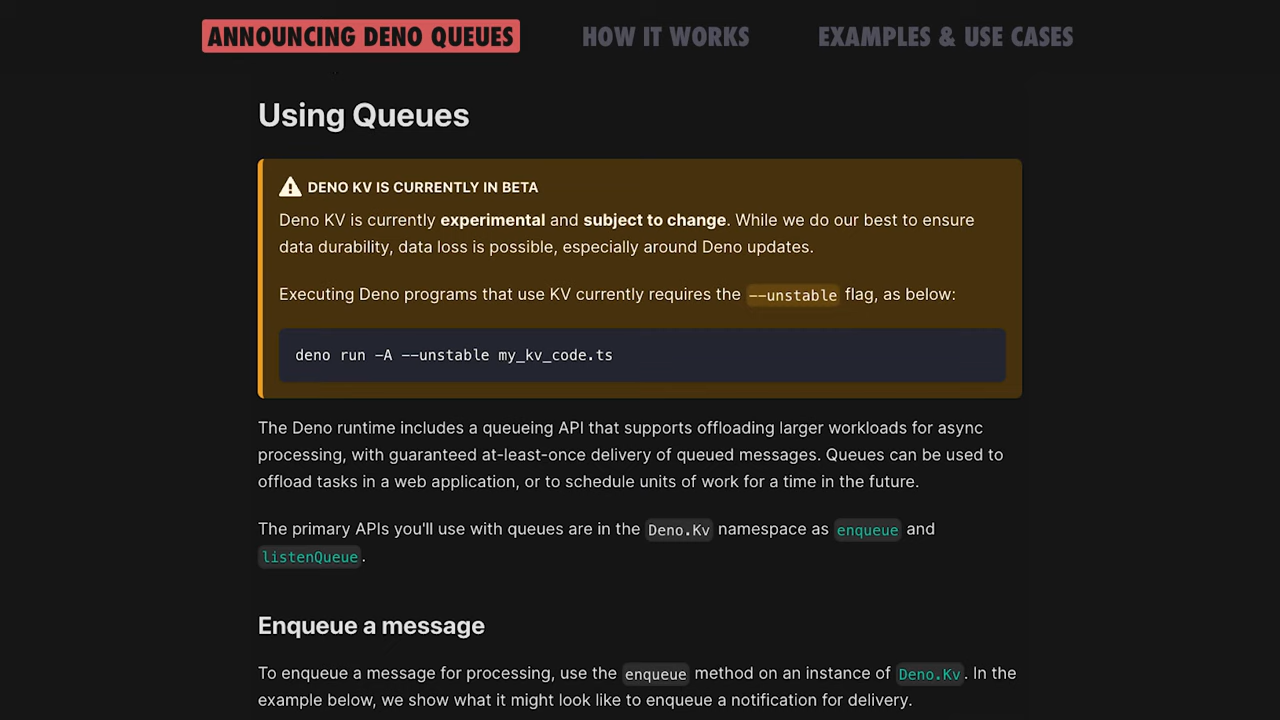 ANNOUNCING DENO QUEUES HOW IT WORKS EXAMPLES & USE CASES
Using Queues
DENO KV IS CURRENTLY IN BETA
Deno KV is currently experimental and subject to change. While we do our best to ensure
data durability, data loss is possible, especially around Deno updates.
Executing Deno programs that use KV currently requires the --unstable flag, as below:
deno run -A --unstable my_kv_code.ts
The Deno runtime includes a queueing API that supports offloading larger workloads for async
processing, with guaranteed at-least-once delivery of queued messages. Queues can be used to
offload tasks in a web application, or to schedule units of work for a time in the future.
The primary APIs you'll use with queues are in the Deno.Kv namespace as enqueue and
listenQueue.
Enqueue a message
To enqueue a message for processing, use the enqueue method on an instance of Deno.Kv. In the
example below, we show what it might look like to enqueue a notification for delivery.